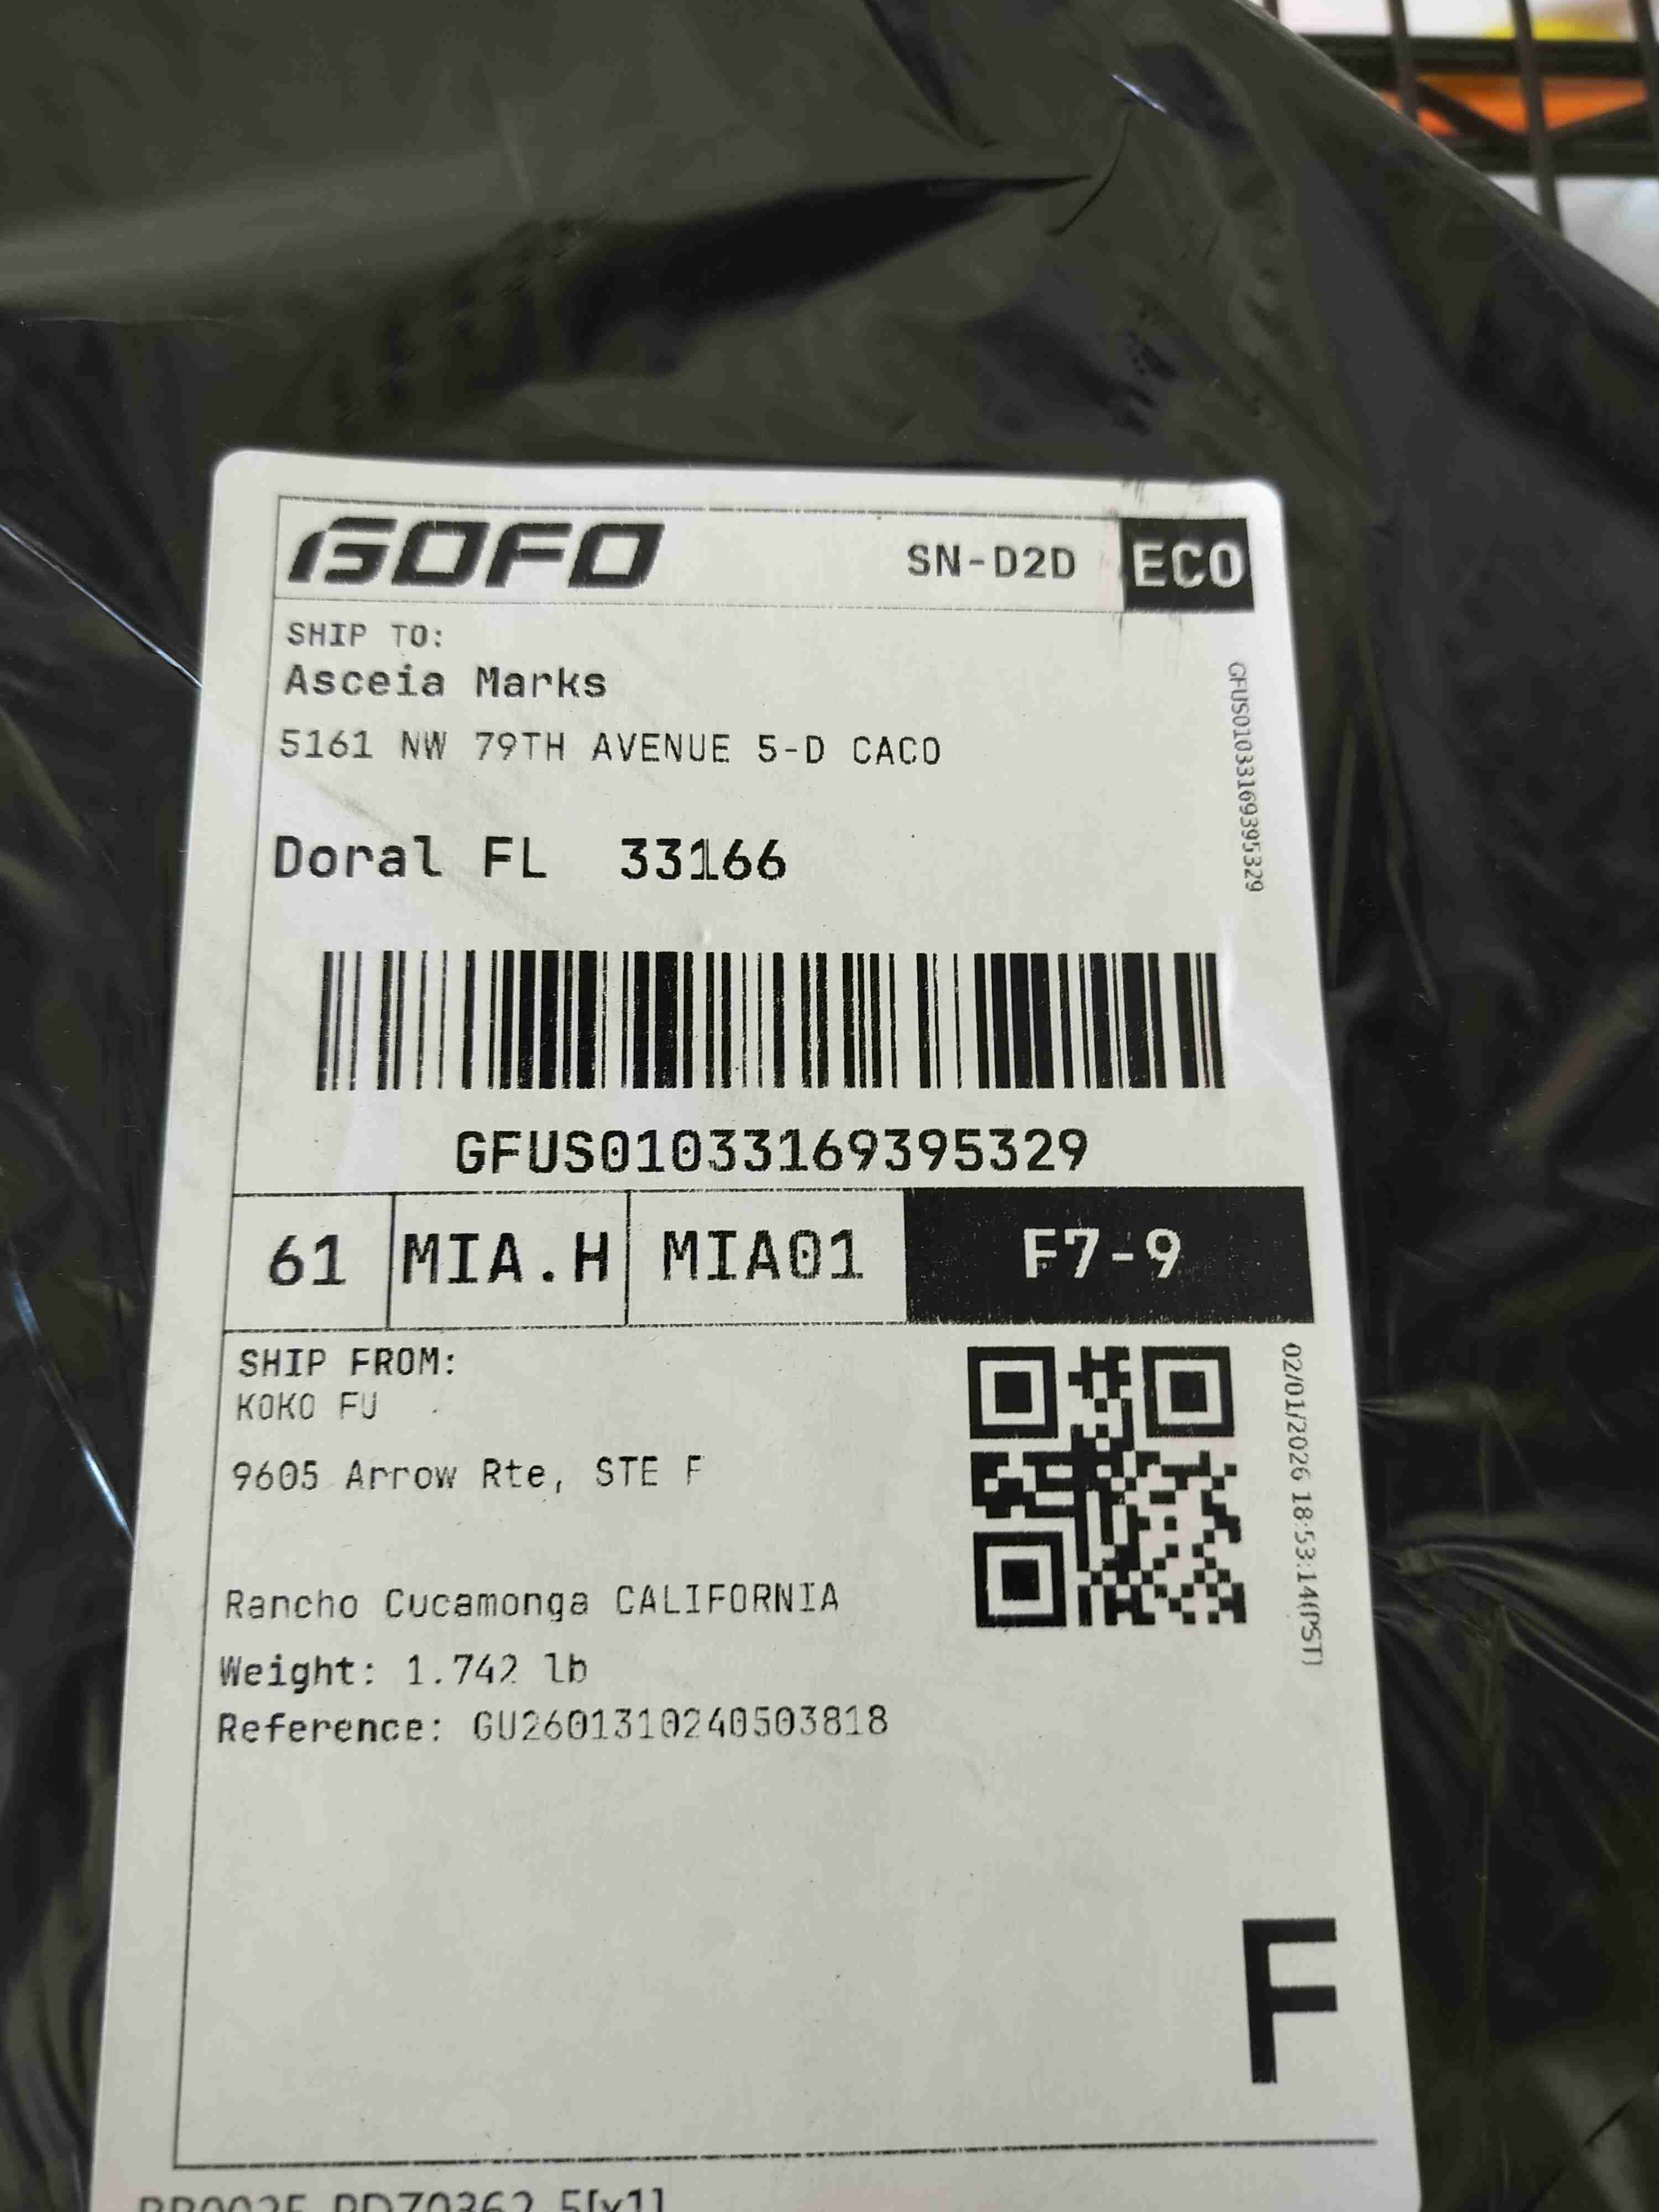 GOFO SN-D2D ECO
SHIP TO:
Asceia Marks
5161 NW 79TH AVENUE 5-D CACO
Doral FL 33166
GFUS01033169395329
GFUS01033169395329
61 MIA.H MIA01 F7-9
SHIP FROM:
KOKO FU
9605 Arrow Rte, STE F
Rancho Cucamonga CALIFORNIA
Weight: 1.742 lb
Reference: GU2601310240503818
02/01/2026 18:53:14(PST)
F